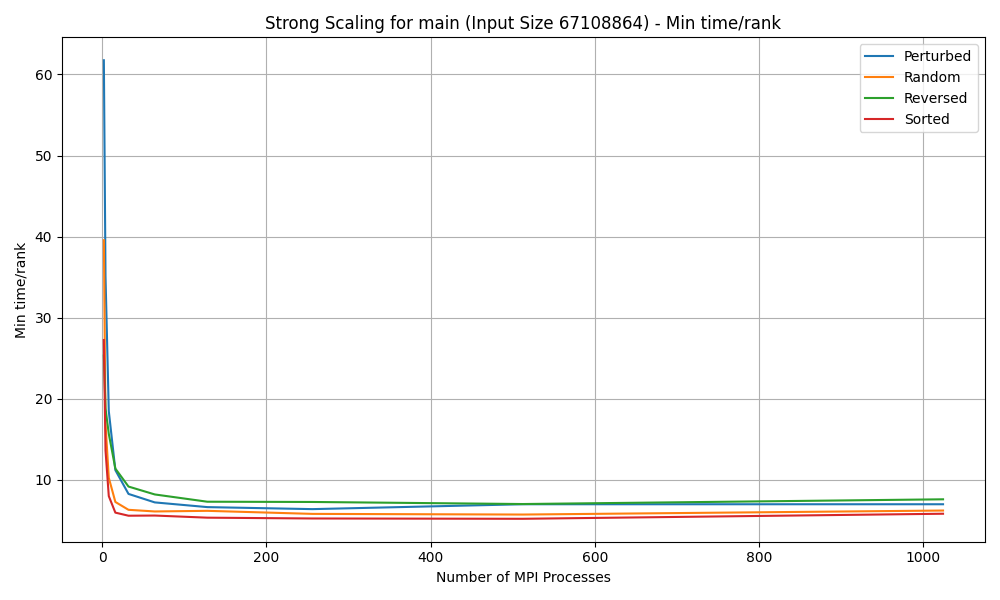 Strong Scaling for main (Input Size 67108864) - Min time/rank
Perturbed
Random
Reversed
Sorted
60
50
40
30
20
10
Min time/rank
0
200
400
600
800
1000
Number of MPI Processes